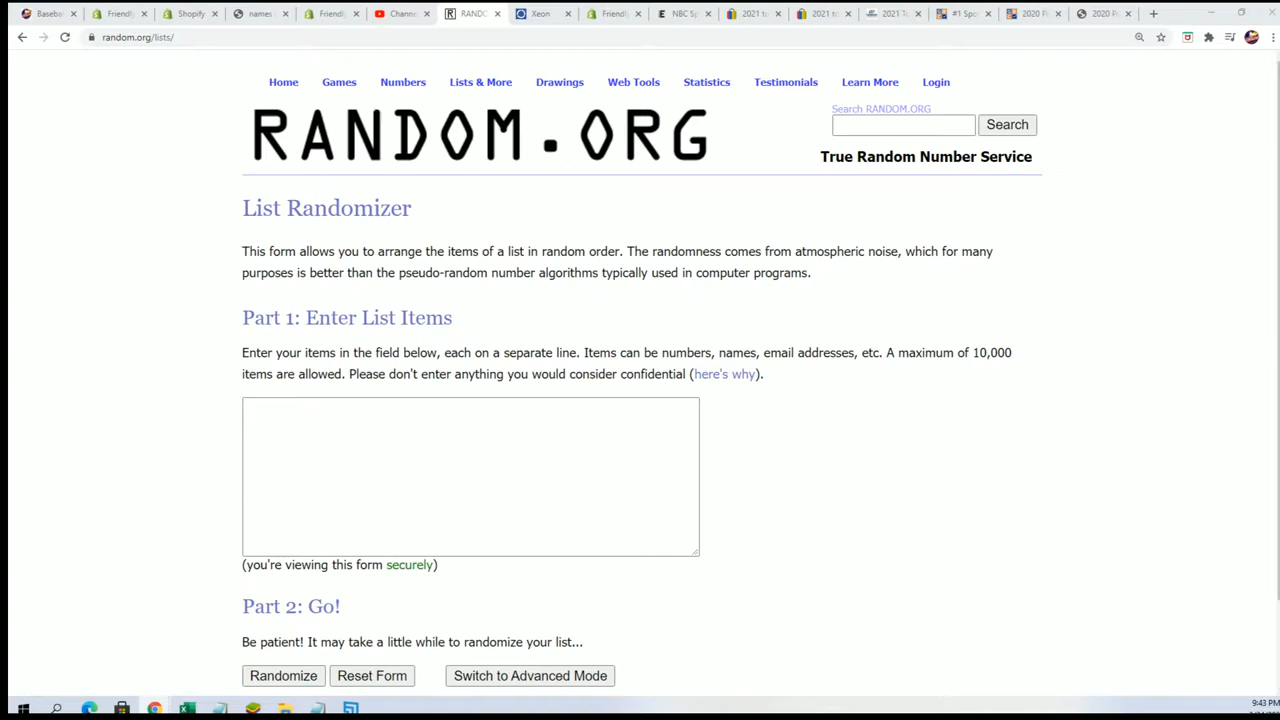 Baseba
Friendly
Shopify
names
Friendly
Channe
RANDO
Xeon
Friendly
NBC Sp
2021 to
2021 to
2021 To
#1 Spo
2020 P
2020 P
random.org/lists/
Home Games Numbers Lists & More Drawings Web Tools Statistics Testimonials Learn More Login
RANDOM.ORG
Search RANDOM.ORG
Search
True Random Number Service
List Randomizer
This form allows you to arrange the items of a list in random order. The randomness comes from atmospheric noise, which for many
purposes is better than the pseudo-random number algorithms typically used in computer programs.
Part 1: Enter List Items
Enter your items in the field below, each on a separate line. Items can be numbers, names, email addresses, etc. A maximum of 10,000
items are allowed. Please don't enter anything you would consider confidential (here's why).
(you're viewing this form securely)
Part 2: Go!
Be patient! It may take a little while to randomize your list...
Randomize Reset Form Switch to Advanced Mode
9:43 PM